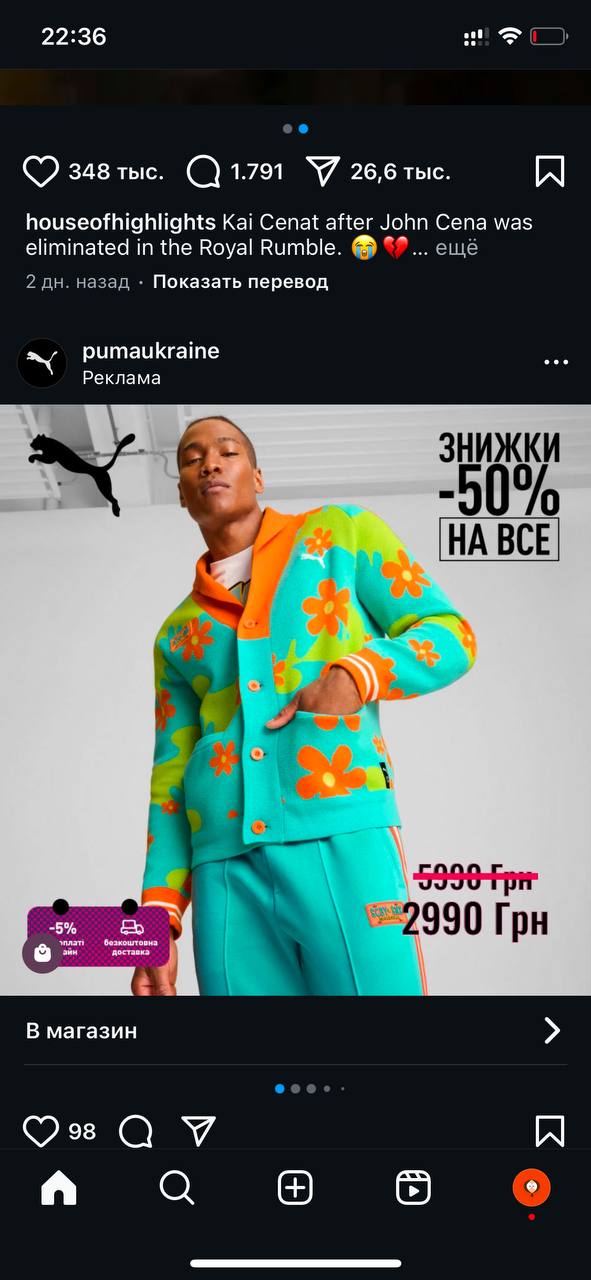 22:36
348 тыс.
1.791
26,6 тыс.
houseofhighlights Kai Cenat after John Cena was
eliminated in the Royal Rumble. 😭💔... ещё
2 дн. назад · Показать перевод
pumaukraine
Реклама
ЗНИЖКИ
-50%
НА ВСЕ
5990 Грн
2990 Грн
-5%
безкоштовна
доставка
В магазин
98